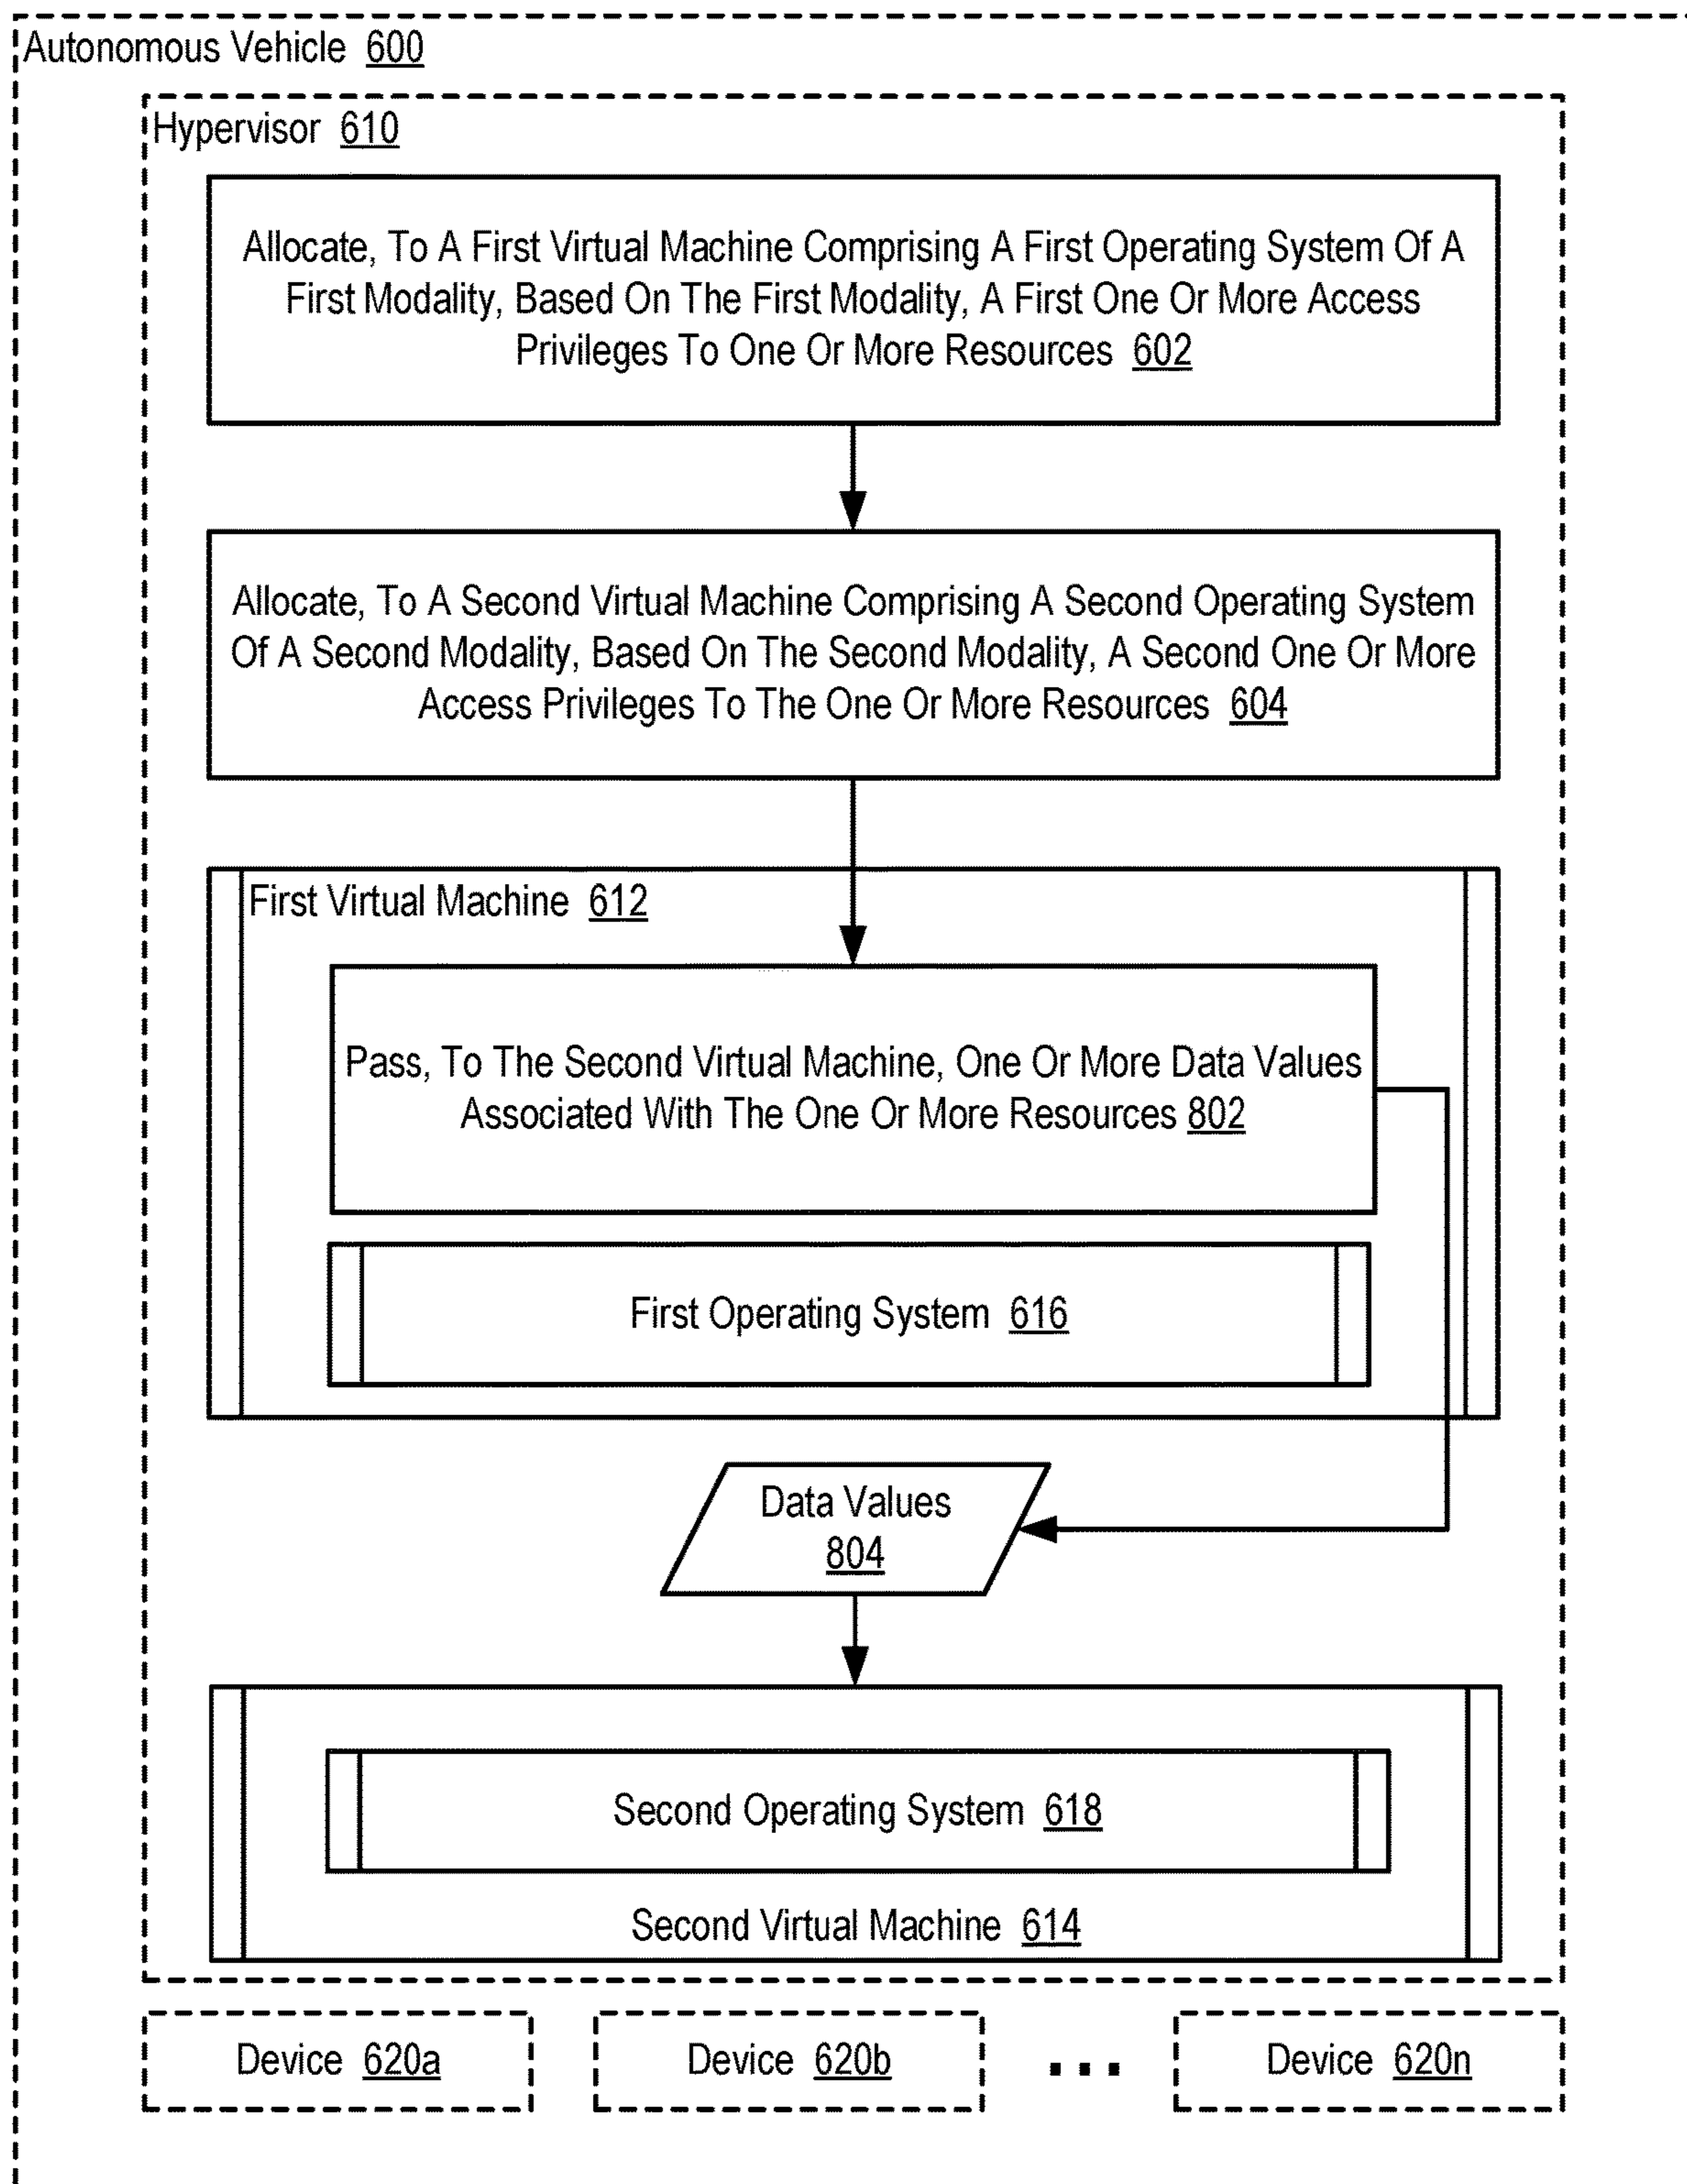 Autonomous Vehicle 600
Hypervisor 610
Allocate, To A First Virtual Machine Comprising A First Operating System Of A
First Modality, Based On The First Modality, A First One Or More Access
Privileges To One Or More Resources 602
Allocate, To A Second Virtual Machine Comprising A Second Operating System
Of A Second Modality, Based On The Second Modality, A Second One Or More
Access Privileges To The One Or More Resources 604
First Virtual Machine 612
Pass, To The Second Virtual Machine, One Or More Data Values
Associated With The One Or More Resources 802
First Operating System 616
Data Values
804
Second Operating System 618
Second Virtual Machine 614
Device 620a
Device 620b
...
Device 620n